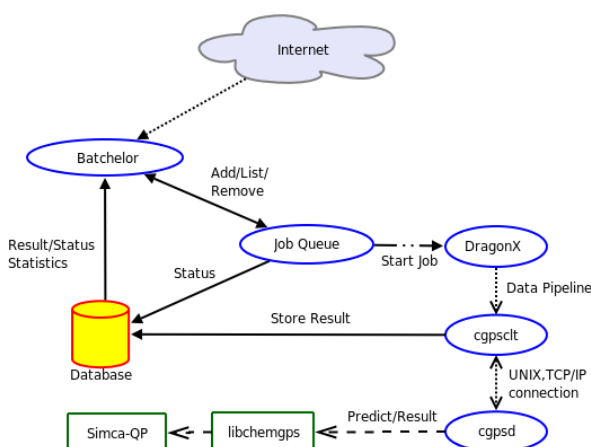 Internet
Batchelor
Add/List/
Remove
Job Queue
DragonX
Start Job
Result/Status
Statistics
Status
Data Pipeline
Store Result
cgpsclt
Database
UNIX,TCP/IP
connection
Predict/Result
Simca-QP
libchemgps
cgpsd